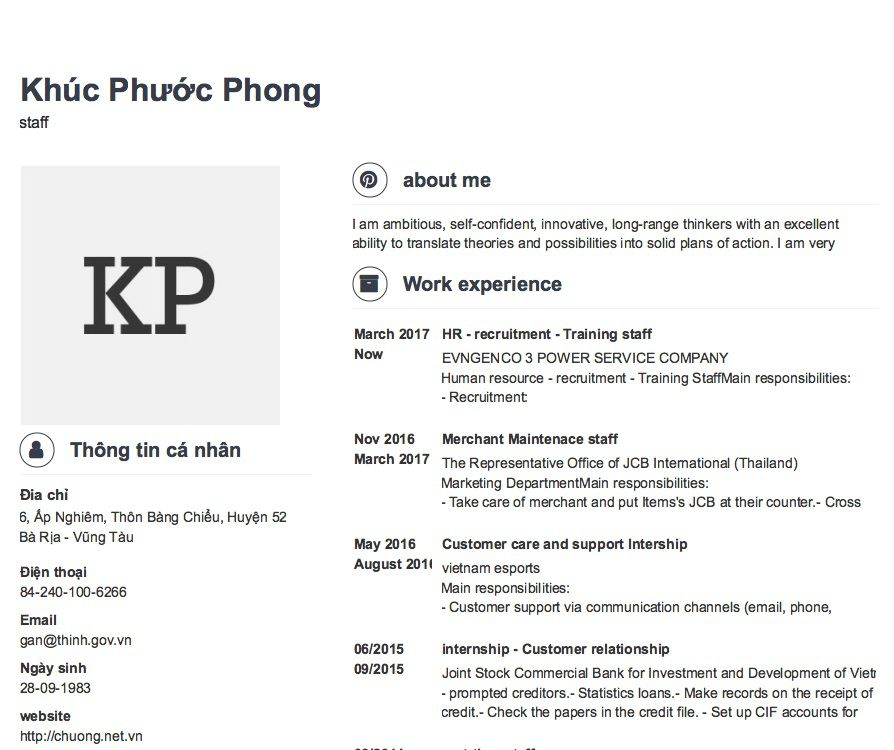 Khúc Phước Phong
staff
KP
Thông tin cá nhân
Đia chỉ
6, Ấp Nghiêm, Thôn Bàng Chiểu, Huyện 52
Bà Rịa - Vũng Tàu
Điện thoại
84-240-100-6266
Email
gan@thinh.gov.vn
Ngày sinh
28-09-1983
website
http://chuong.net.vn
about me
I am ambitious, self-confident, innovative, long-range thinkers with an excellent
ability to translate theories and possibilities into solid plans of action. I am very
Work experience
March 2017 HR - recruitment - Training staff
Now EVNGENCO 3 POWER SERVICE COMPANY
Human resource - recruitment - Training StaffMain responsibilities:
- Recruitment:
Nov 2016 Merchant Maintenace staff
March 2017 The Representative Office of JCB International (Thailand)
Marketing DepartmentMain responsibilities:
- Take care of merchant and put Items's JCB at their counter.- Cross
May 2016 Customer care and support Intership
August 2016 vietnam esports
Main responsibilities:
- Customer support via communication channels (email, phone,
06/2015 internship - Customer relationship
09/2015 Joint Stock Commercial Bank for Investment and Development of Viet
- prompted creditors.- Statistics loans.- Make records on the receipt of
credit.- Check the papers in the credit file. - Set up CIF accounts for